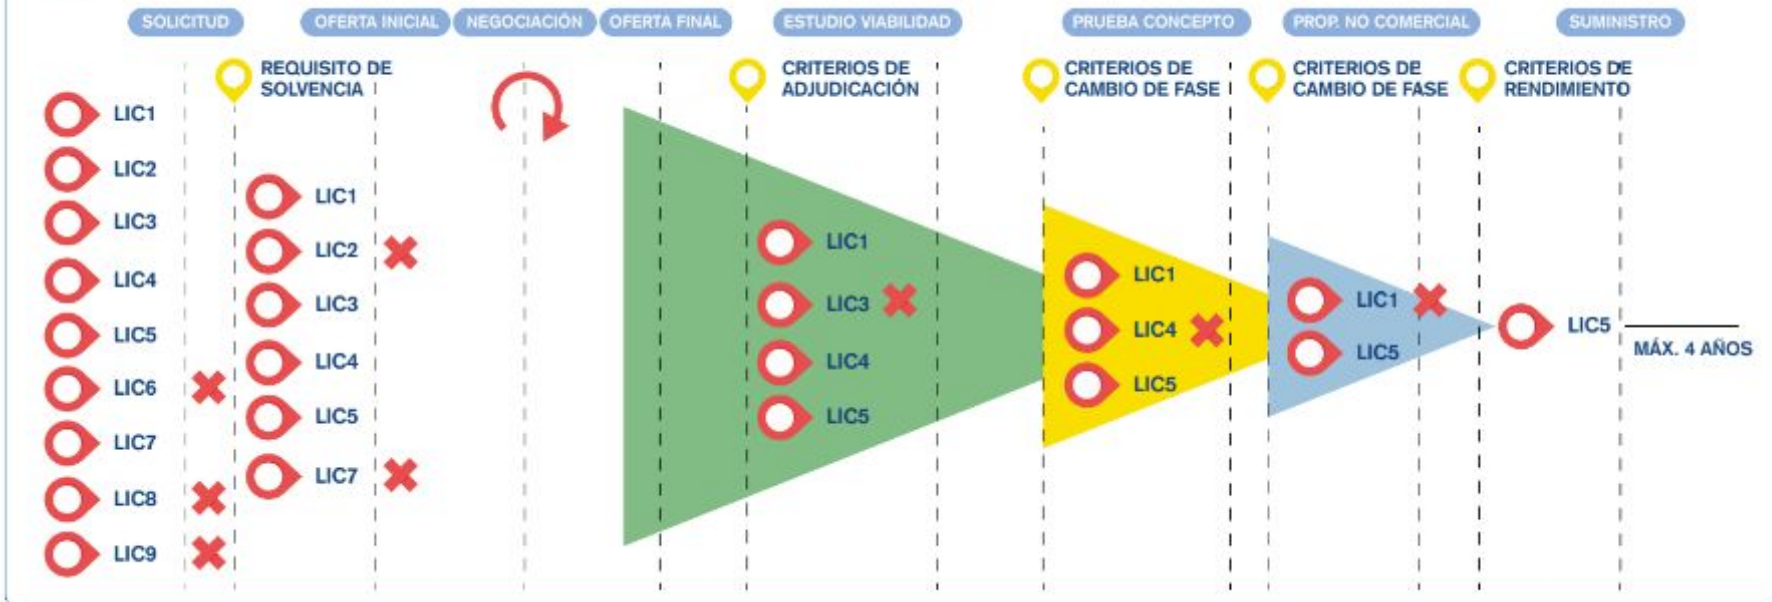 SOLICITUD
OFERTA INICIAL
NEGOCIACIÓN
OFERTA FINAL
ESTUDIO VIABILIDAD
PRUEBA CONCEPTO
PROP. NO COMERCIAL
SUMINISTRO
REQUISITO DE
SOLVENCIA
CRITERIOS DE
ADJUDICACIÓN
CRITERIOS DE
CAMBIO DE FASE
CRITERIOS DE
CAMBIO DE FASE
CRITERIOS DE
RENDIMIENTO
LIC1
LIC2
LIC3
LIC4
LIC5
LIC6
LIC7
LIC8
LIC9
LIC1
LIC2
LIC3
LIC4
LIC5
LIC7
LIC1
LIC3
LIC4
LIC5
LIC1
LIC4
LIC5
LIC1
LIC5
LIC5
MÁX. 4 AÑOS